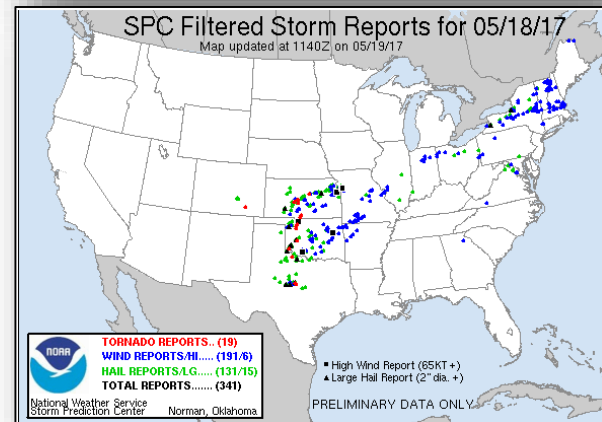 SPC Filtered Storm Reports for 05/18/17
Map updated at 1140Z on 05/19/17
NOAA
TORNADO REPORTS.. (19)
WIND REPORTS/HI..... (191/6)
HAIL REPORTS/LG..... (131/15)
TOTAL REPORTS....... (341)
National Weather Service
Storm Prediction Center Norman, Oklahoma
High Wind Report (65KT +)
Large Hail Report (2" dia. +)
PRELIMINARY DATA ONLY